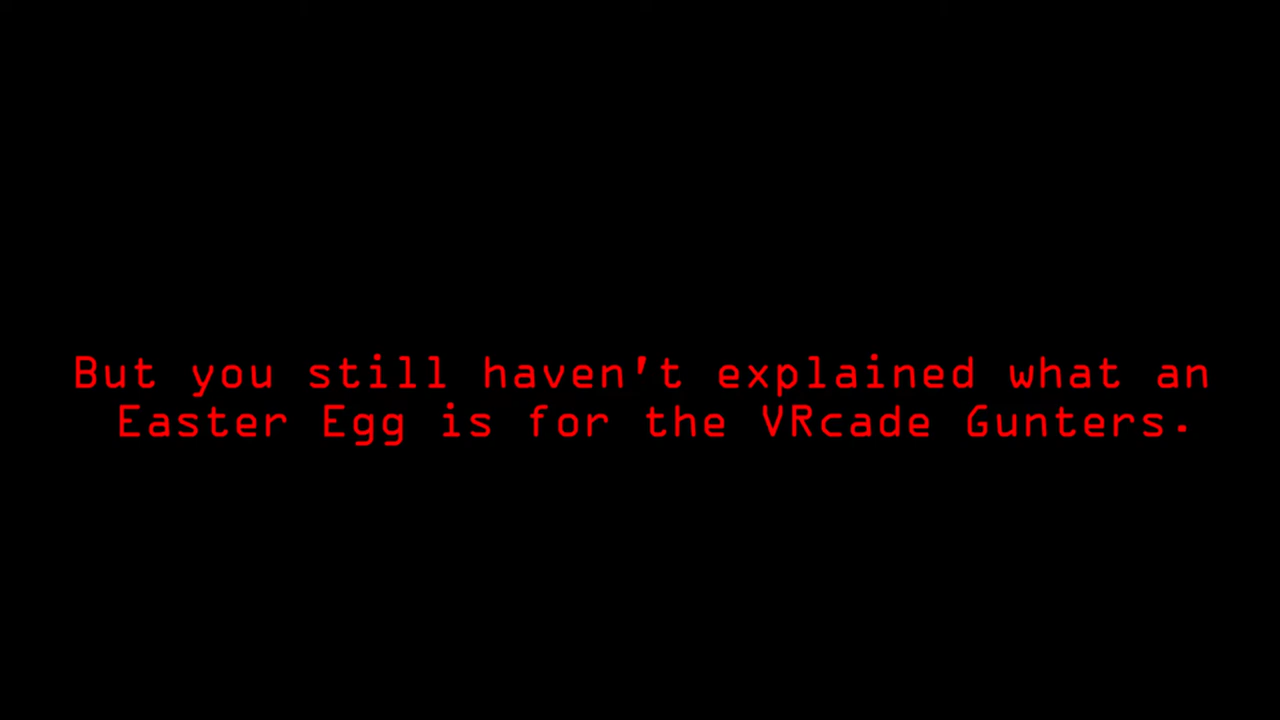 But you still haven't explained what an
Easter Egg is for the VRcade Gunters.